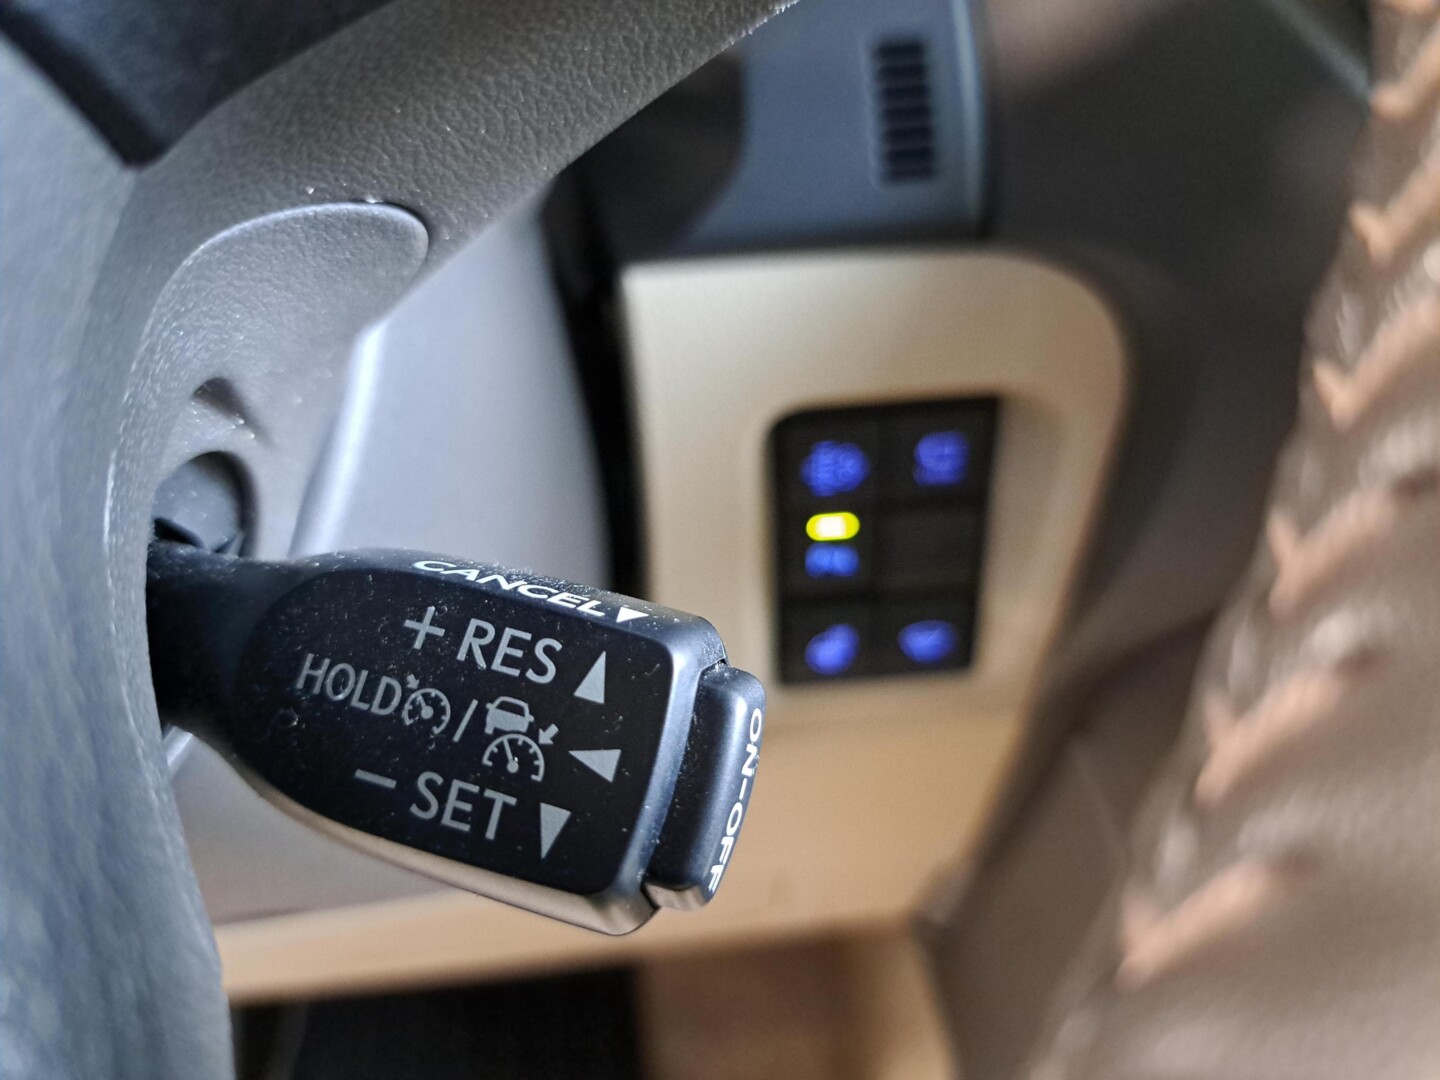 CANCEL▼
+ RES ▲
HOLD / ◀
− SET ▼
ON-OFF